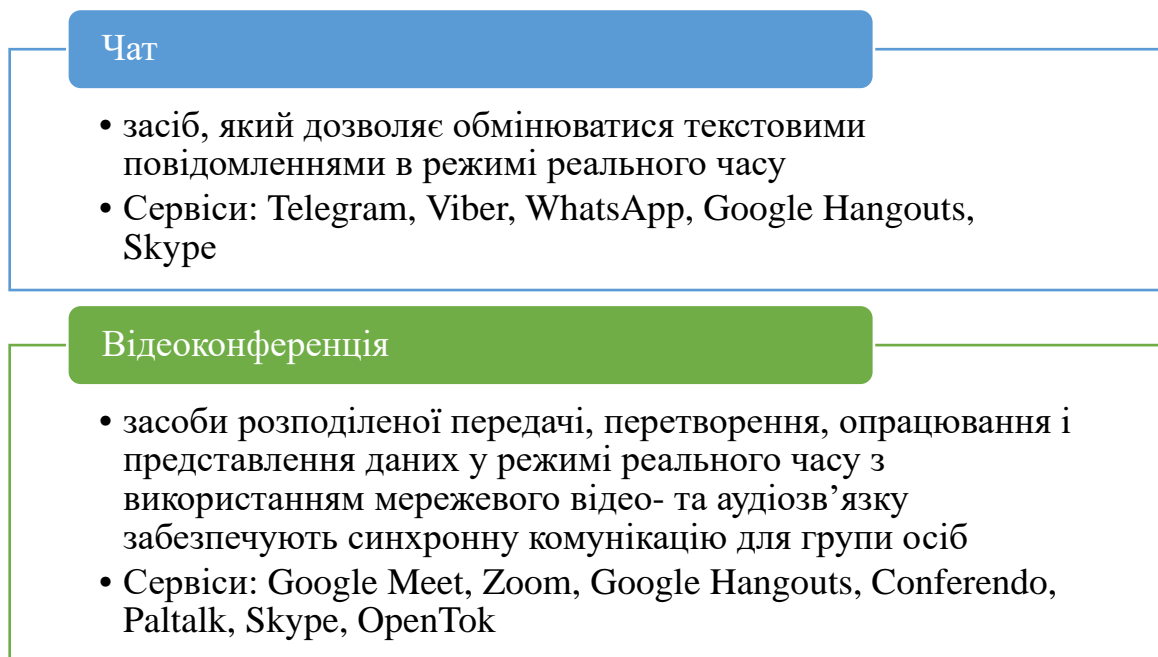 Чат
• засіб, який дозволяє обмінюватися текстовими
повідомленнями в режимі реального часу
• Сервіси: Telegram, Viber, WhatsApp, Google Hangouts,
Skype
Відеоконференція
• засоби розподіленої передачі, перетворення, опрацювання і
представлення даних у режимі реального часу з
використанням мережевого відео- та аудіозв’язку
забезпечують синхронну комунікацію для групи осіб
• Сервіси: Google Meet, Zoom, Google Hangouts, Conferendo,
Paltalk, Skype, OpenTok